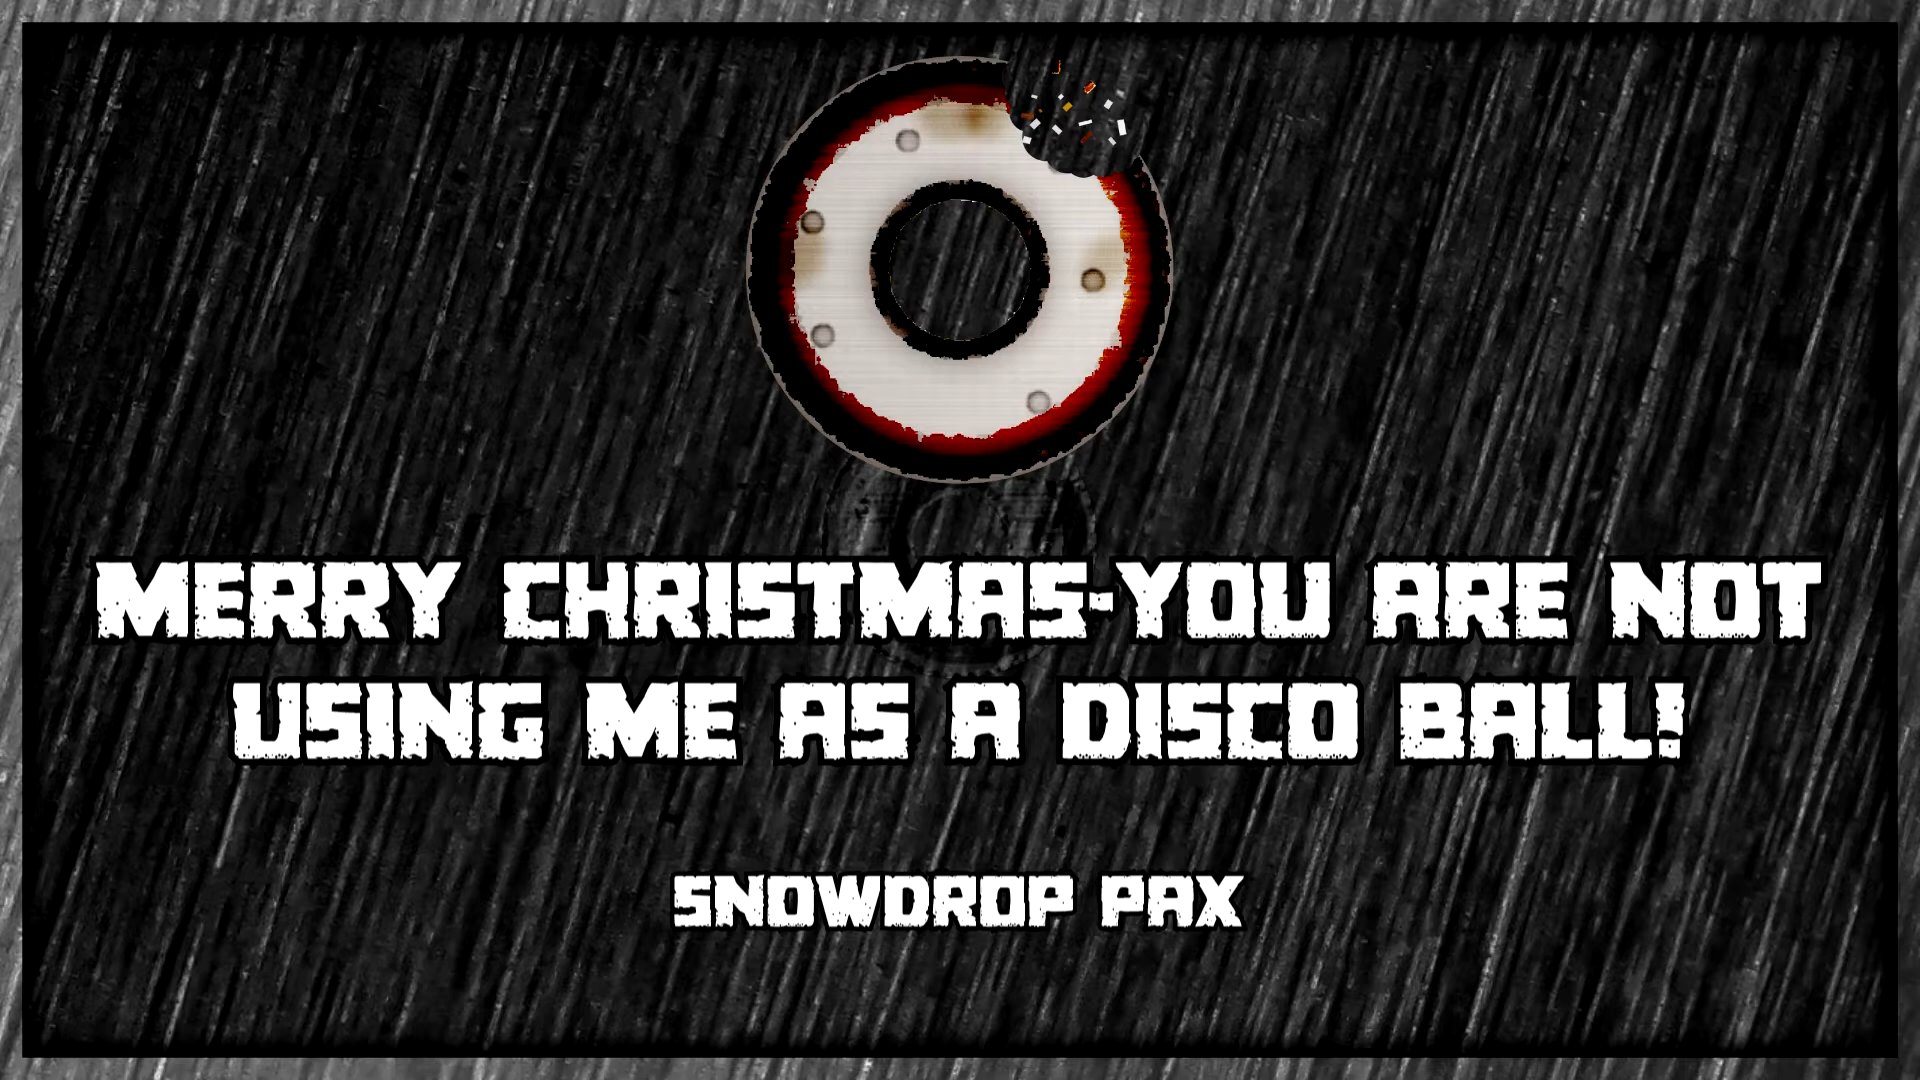 MERRY CHRISTMAS-YOU ARE NOT
USING ME AS A DISCO BALL!
SNOWDROP PAX